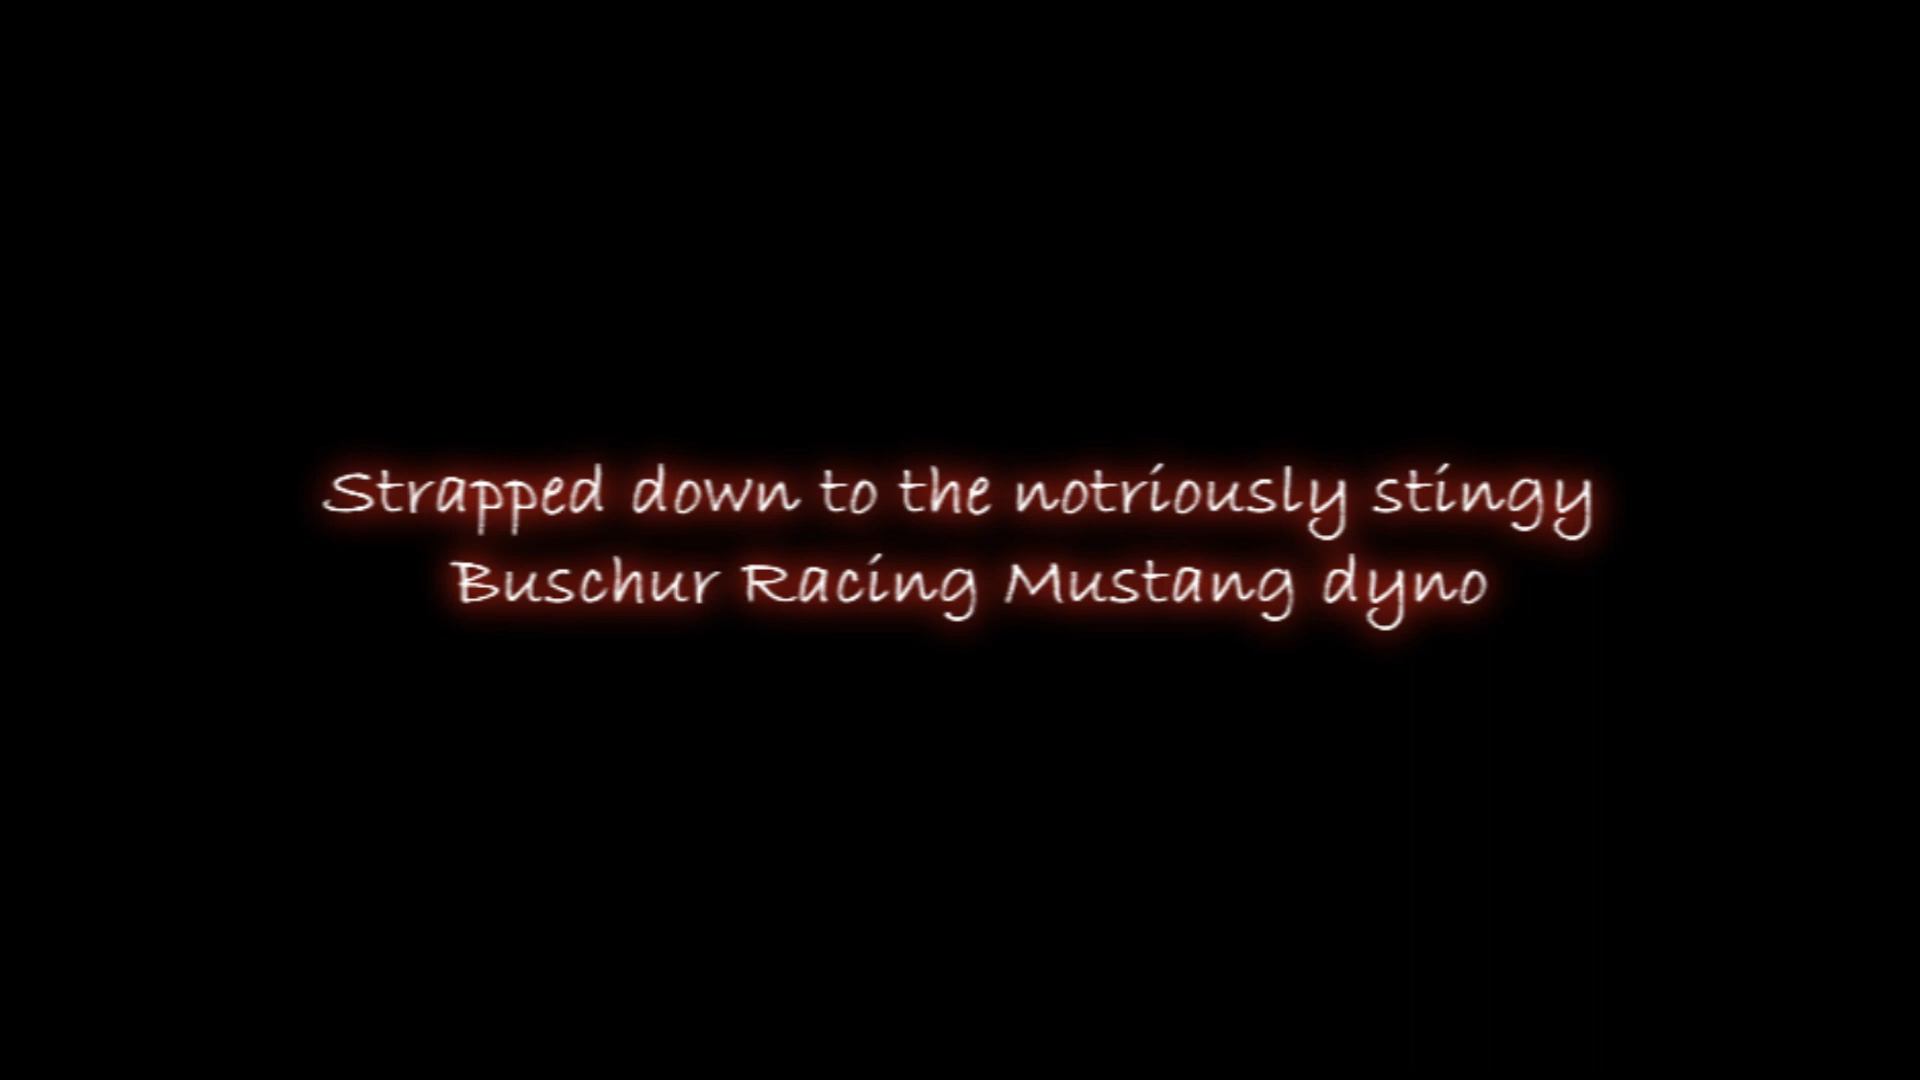 Strapped down to the notriously stingy
Buschur Racing Mustang dyno